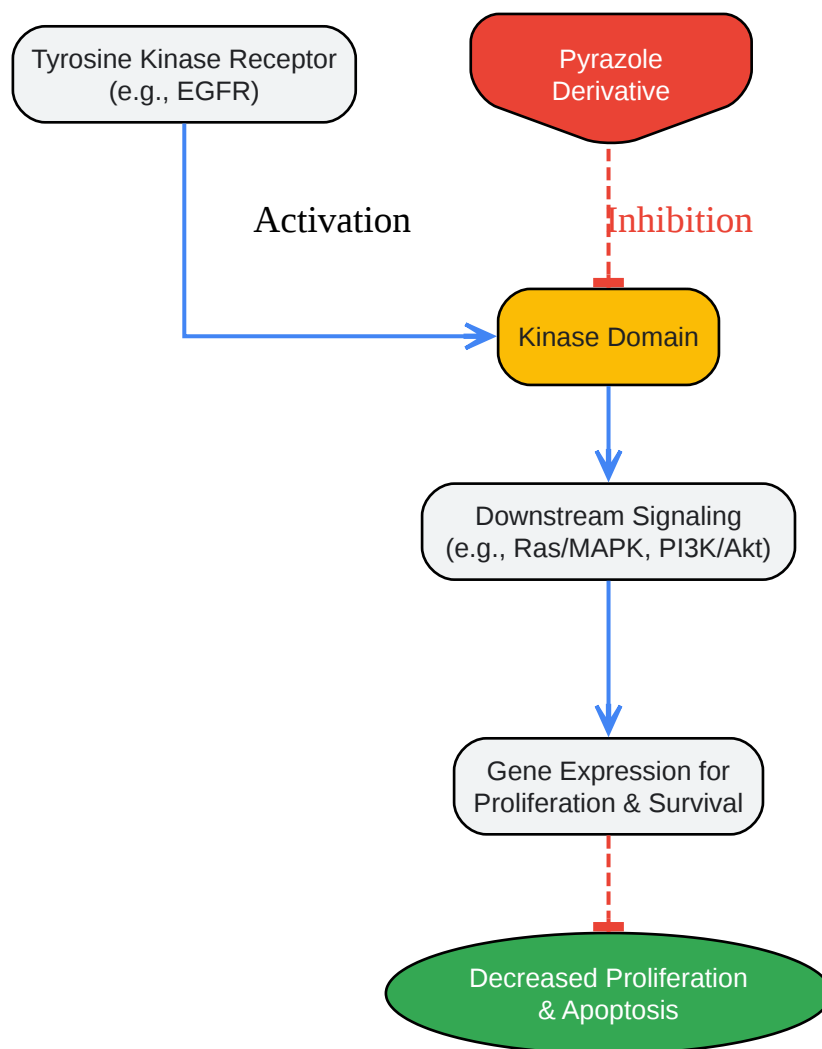 Tyrosine Kinase Receptor
(e.g., EGFR)
Pyrazole
Derivative
Activation
Inhibition
Kinase Domain
Downstream Signaling
(e.g., Ras/MAPK, PI3K/Akt)
Gene Expression for
Proliferation & Survival
Decreased Proliferation
& Apoptosis